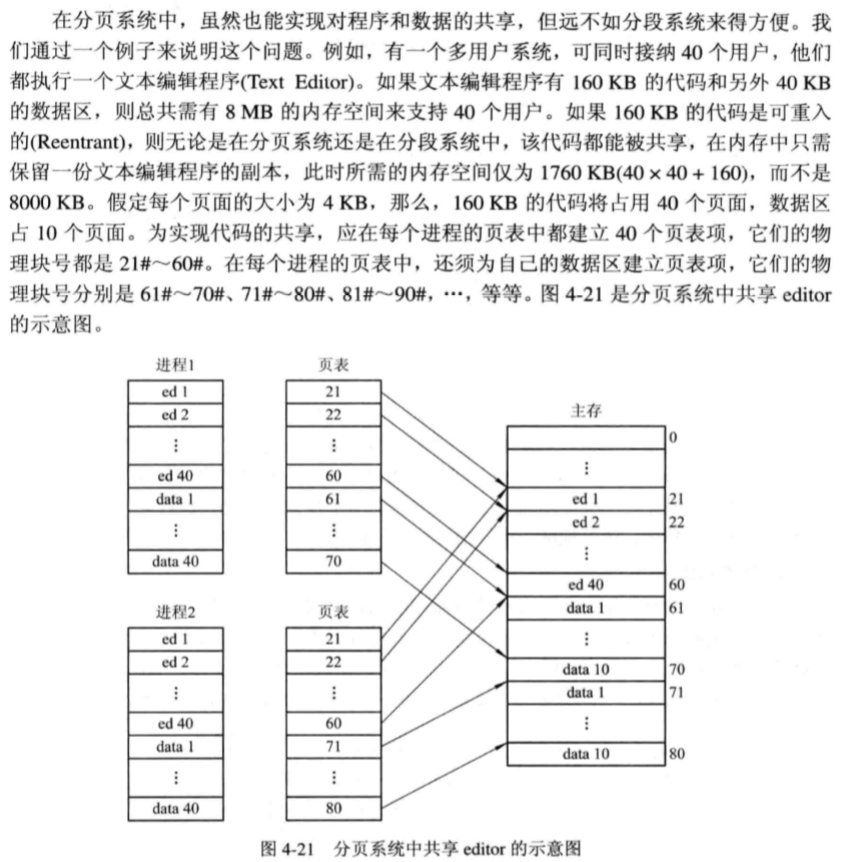 在分页系统中，虽然也能实现对程序和数据的共享，但远不如分段系统来得方便。我
们通过一个例子来说明这个问题。例如，有一个多用户系统，可同时接纳 40 个用户，他们
都执行一个文本编辑程序(Text Editor)。如果文本编辑程序有 160 KB 的代码和另外 40 KB
的数据区，则总共需有 8 MB 的内存空间来支持 40 个用户。如果 160 KB 的代码是可重入
的(Reentrant)，则无论是在分页系统还是在分段系统中，该代码都能被共享，在内存中只需
保留一份文本编辑程序的副本，此时所需的内存空间仅为 1760 KB(40 × 40 + 160)，而不是
8000 KB。假定每个页面的大小为 4 KB，那么，160 KB 的代码将占用 40 个页面，数据区
占 10 个页面。为实现代码的共享，应在每个进程的页表中都建立 40 个页表项，它们的物
理块号都是 21#～60#。在每个进程的页表中，还须为自己的数据区建立页表项，它们的物
理块号分别是 61#～70#、71#～80#、81#～90#，…，等等。图 4-21 是分页系统中共享 editor
的示意图。
进程1
ed 1
ed 2
⋮
ed 40
data 1
⋮
data 40
页表
21
22
⋮
60
61
⋮
70
进程2
ed 1
ed 2
⋮
ed 40
data 1
⋮
data 40
页表
21
22
⋮
60
71
⋮
80
主存
0
⋮
ed 1 21
ed 2 22
⋮
ed 40 60
data 1 61
⋮
data 10 70
data 1 71
⋮
data 10 80
图 4-21 分页系统中共享 editor 的示意图